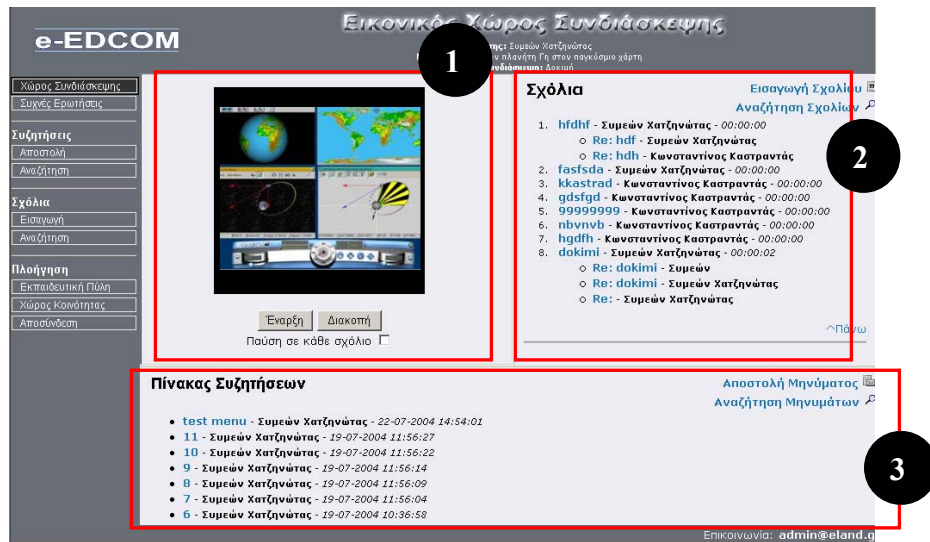 e-EDCOM
Εικονικός Χώρος Συνδιάσκεψης
1
Συμεών Χατζηνώτας
πλανήτη Γη στον παγκόσμιο χάρτη
Δοκιμή
Χώρος Συνδιάσκεψης
Συχνές Ερωτήσεις
Συζητήσεις
Αποστολή
Αναζήτηση
Σχόλια
Εισαγωγή
Αναζήτηση
Πλοήγηση
Εκπαιδευτική Πύλη
Χώρος Κοινότητας
Αποσύνδεση
Έναρξη Διακοπή
Παύση σε κάθε σχόλιο
Σχόλια
Εισαγωγή Σχολίου
Αναζήτηση Σχολίων
1. hfdhf - Συμεών Χατζηνώτας - 00:00:00
Re: hdf - Συμεών Χατζηνώτας
Re: hdh - Κωνσταντίνος Καστραντάς
2. fasfsda - Συμεών Χατζηνώτας - 00:00:00
3. kkastrad - Κωνσταντίνος Καστραντάς - 00:00:00
4. gdsfgd - Κωνσταντίνος Καστραντάς - 00:00:00
5. 99999999 - Κωνσταντίνος Καστραντάς - 00:00:00
6. nbvnvb - Κωνσταντίνος Καστραντάς - 00:00:00
7. hgdfh - Κωνσταντίνος Καστραντάς - 00:00:00
8. dokimi - Συμεών Χατζηνώτας - 00:00:02
Re: dokimi - Συμεών
Re: dokimi - Συμεών Χατζηνώτας
Re: - Συμεών Χατζηνώτας
^Πάνω
2
Πίνακας Συζητήσεων
Αποστολή Μηνύματος
Αναζήτηση Μηνυμάτων
test menu - Συμεών Χατζηνώτας - 22-07-2004 14:54:01
11 - Συμεών Χατζηνώτας - 19-07-2004 11:56:27
10 - Συμεών Χατζηνώτας - 19-07-2004 11:56:22
9 - Συμεών Χατζηνώτας - 19-07-2004 11:56:14
8 - Συμεών Χατζηνώτας - 19-07-2004 11:56:09
7 - Συμεών Χατζηνώτας - 19-07-2004 11:56:04
6 - Συμεών Χατζηνώτας - 19-07-2004 10:36:58
3
Επικοινωνία: admin@eland.g